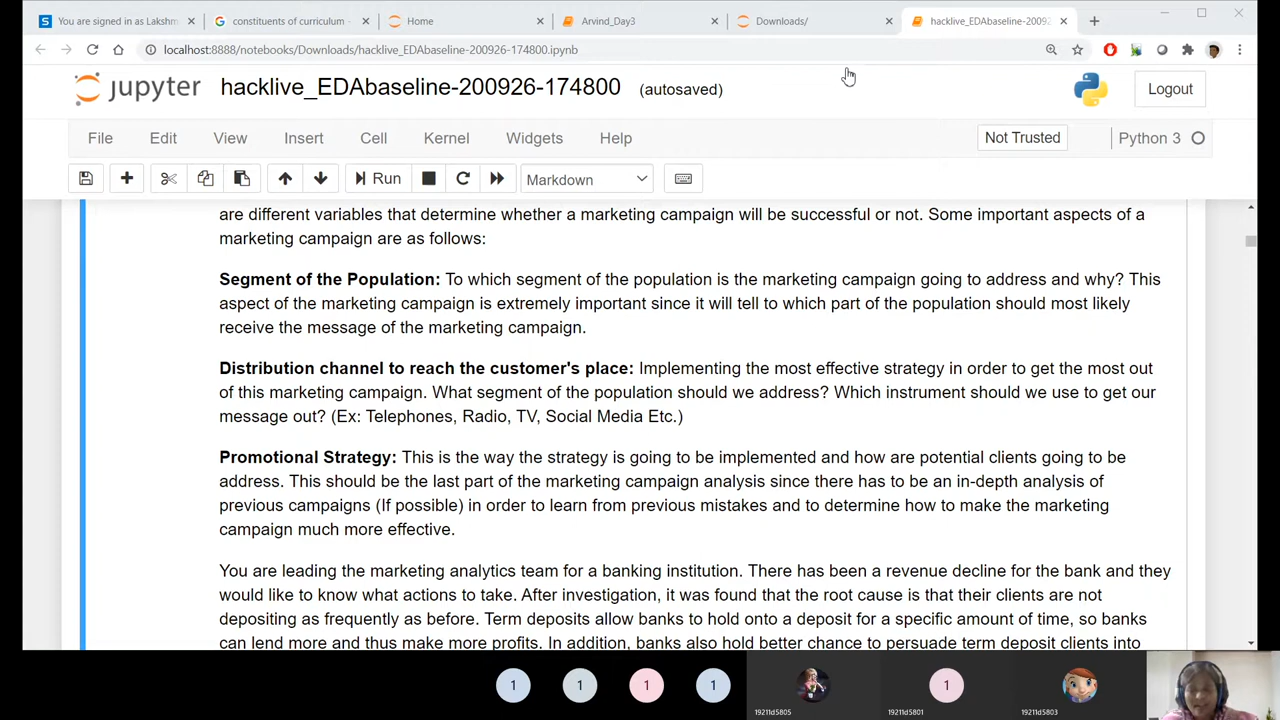 You are signed in as Lakshm
constituents of curriculum -
Home
Arvind_Day3
Downloads/
hacklive_EDAbaseline-20092
localhost:8888/notebooks/Downloads/hacklive_EDAbaseline-200926-174800.ipynb
jupyter hacklive_EDAbaseline-200926-174800 (autosaved)
Logout
File Edit View Insert Cell Kernel Widgets Help
Not Trusted
Python 3
Run
Markdown
are different variables that determine whether a marketing campaign will be successful or not. Some important aspects of a
marketing campaign are as follows:
Segment of the Population: To which segment of the population is the marketing campaign going to address and why? This
aspect of the marketing campaign is extremely important since it will tell to which part of the population should most likely
receive the message of the marketing campaign.
Distribution channel to reach the customer's place: Implementing the most effective strategy in order to get the most out
of this marketing campaign. What segment of the population should we address? Which instrument should we use to get our
message out? (Ex: Telephones, Radio, TV, Social Media Etc.)
Promotional Strategy: This is the way the strategy is going to be implemented and how are potential clients going to be
address. This should be the last part of the marketing campaign analysis since there has to be an in-depth analysis of
previous campaigns (If possible) in order to learn from previous mistakes and to determine how to make the marketing
campaign much more effective.
You are leading the marketing analytics team for a banking institution. There has been a revenue decline for the bank and they
would like to know what actions to take. After investigation, it was found that the root cause is that their clients are not
depositing as frequently as before. Term deposits allow banks to hold onto a deposit for a specific amount of time, so banks
can lend more and thus make more profits. In addition, banks also hold better chance to persuade term deposit clients into
1
1
1
1
1
19211d5805
19211d5801
19211d5803